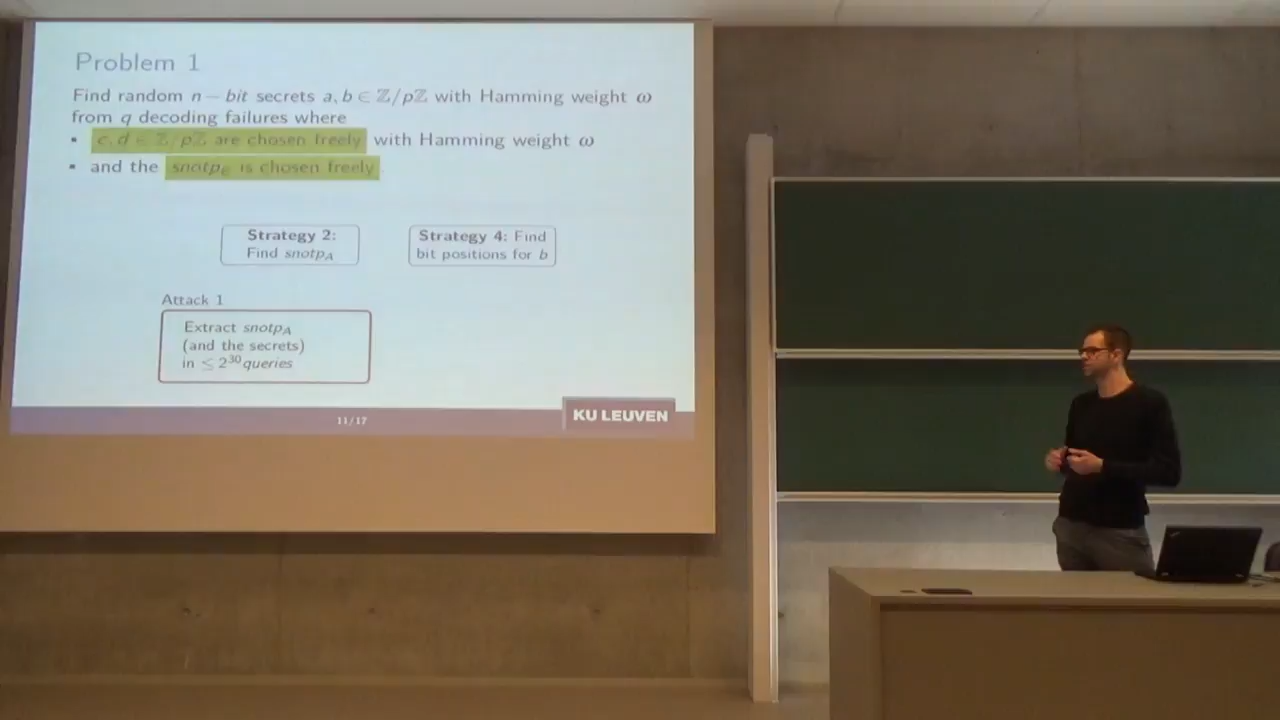 Problem 1
Find random n − bit secrets a, b ∈ ℤ/pℤ with Hamming weight ω
from q decoding failures where
▪ c, d ∈ ℤ/pℤ are chosen freely with Hamming weight ω
▪ and the snotp_E is chosen freely.
Strategy 2:
Find snotp_A
Strategy 4: Find
bit positions for b
Attack 1
Extract snotp_A
(and the secrets)
in ≤ 2³⁰ queries
11/17
KU LEUVEN